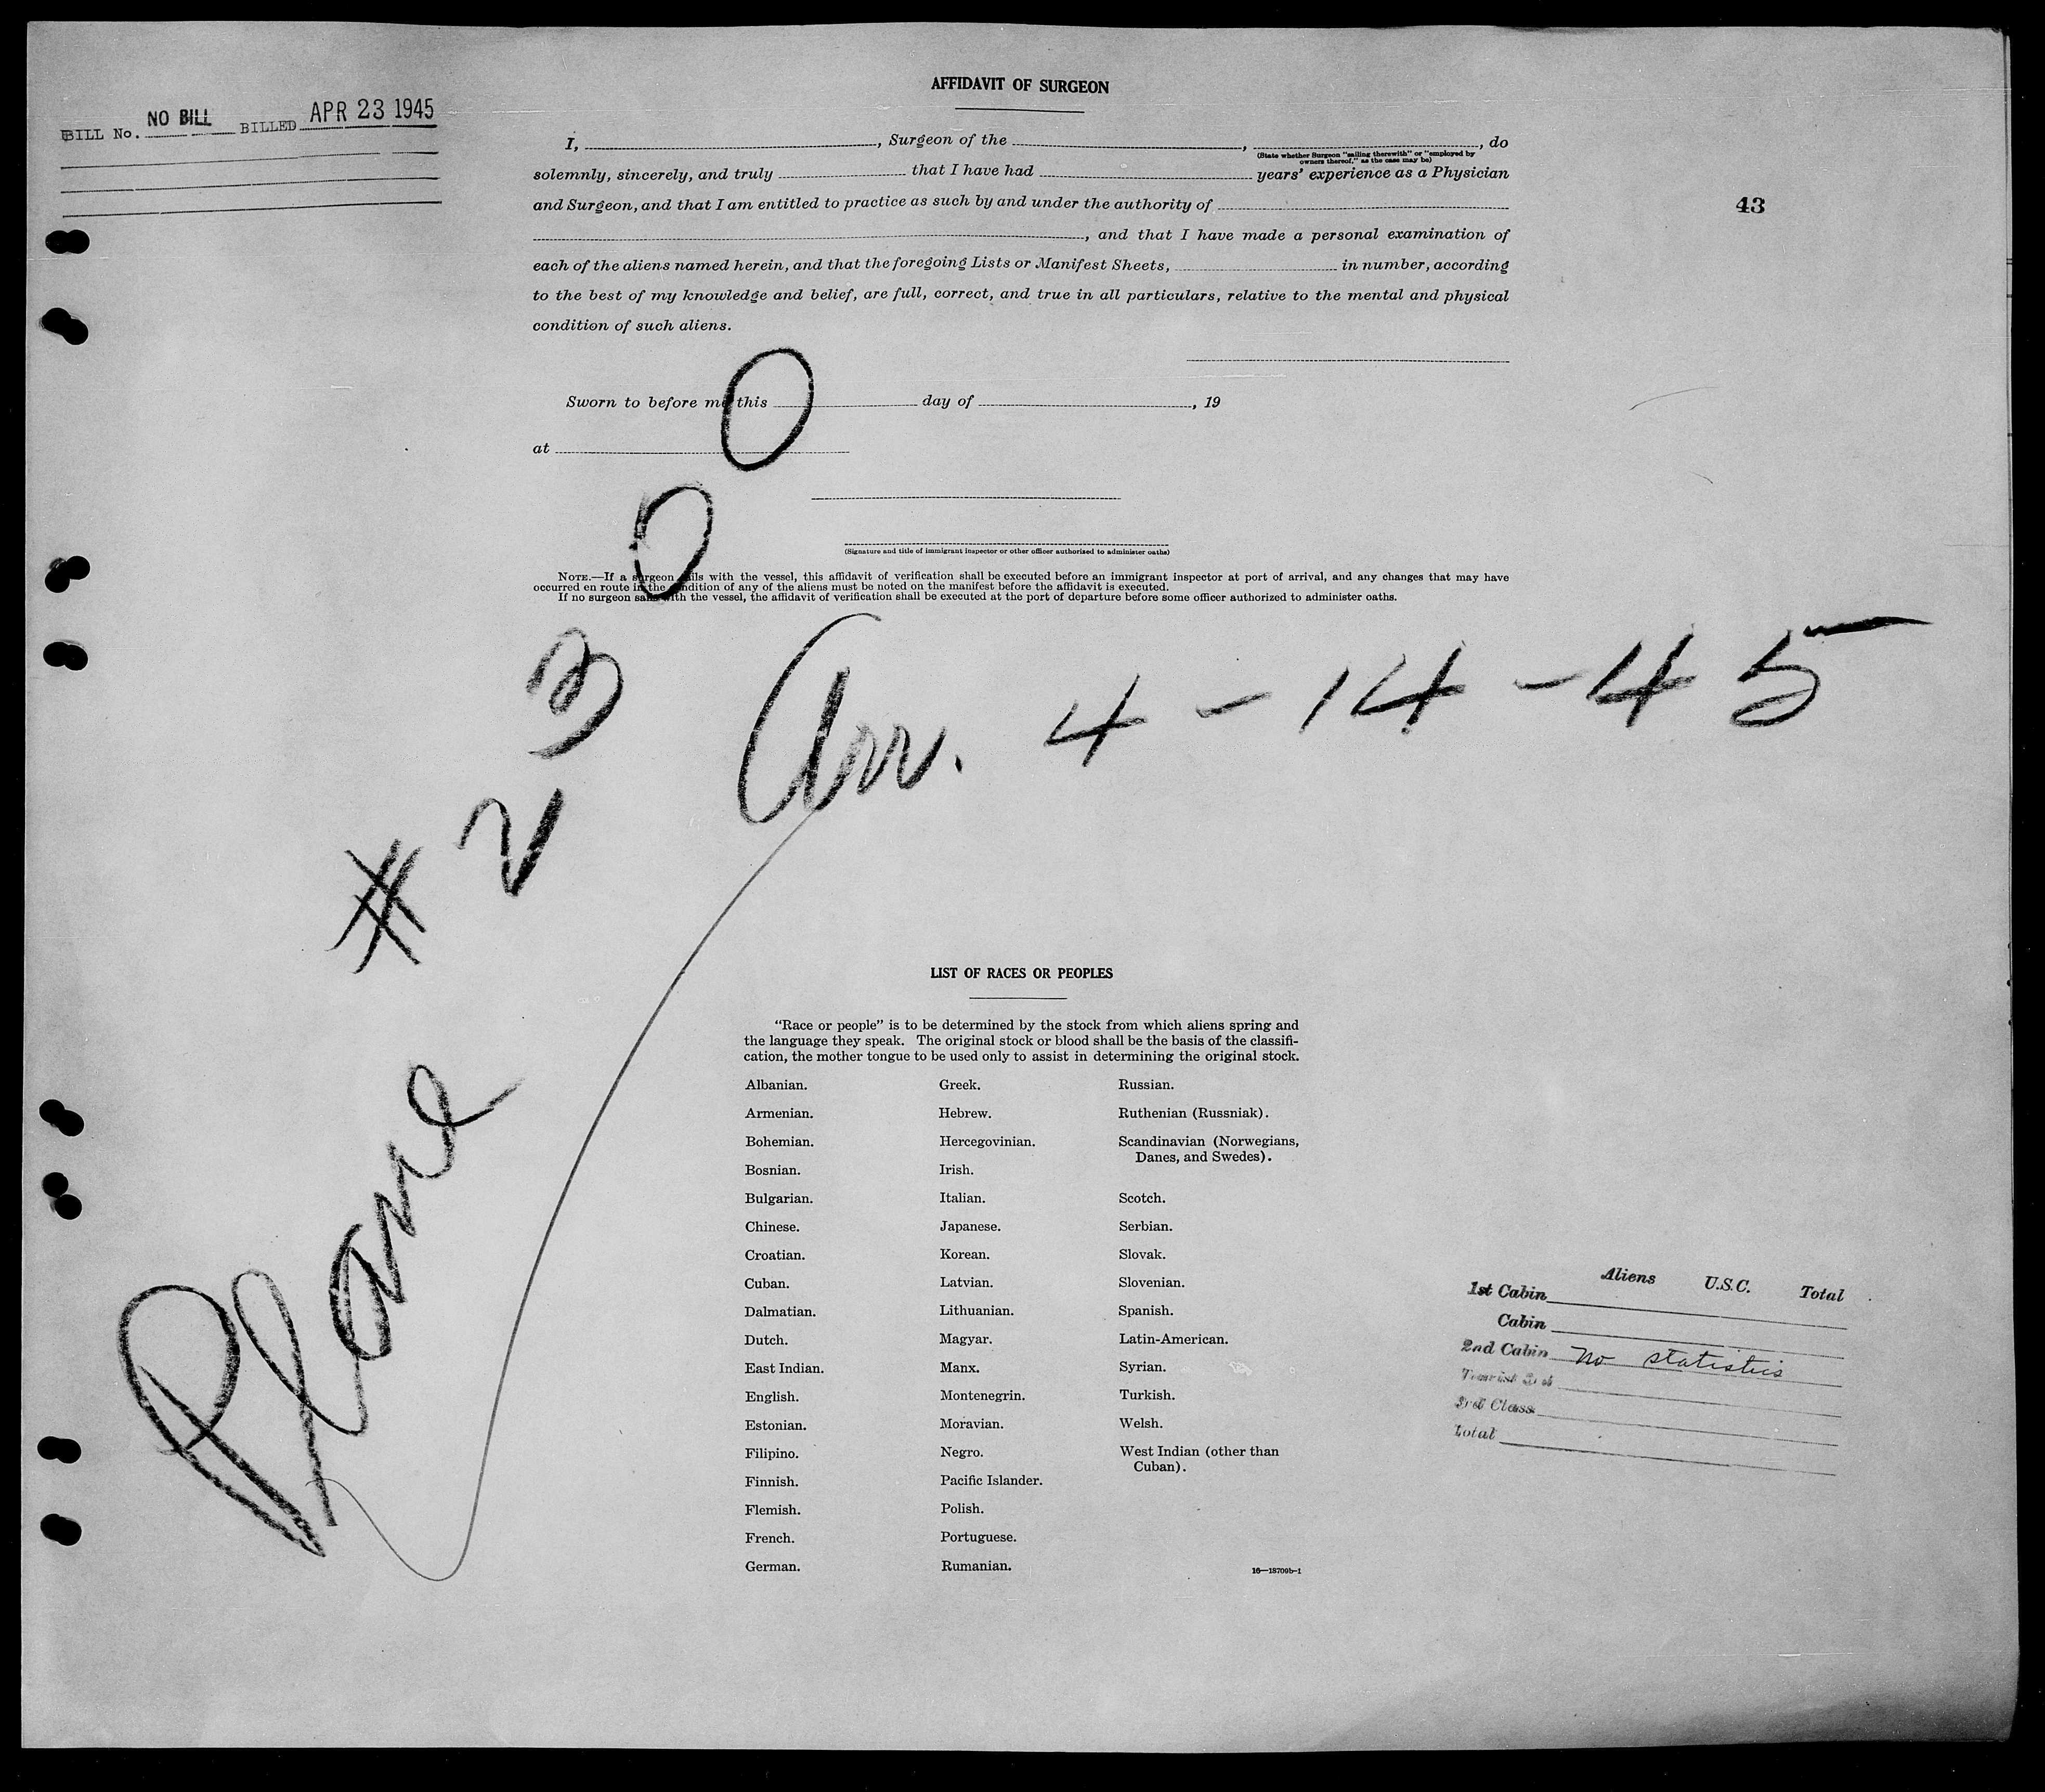 AFFIDAVIT OF SURGEON
BILL No. NO BILL BILLED APR 23 1945
I, , Surgeon of the , , do
(State whether Surgeon "sailing therewith" or "employed by
owners thereof," as the case may be)
solemnly, sincerely, and truly that I have had years' experience as a Physician
and Surgeon, and that I am entitled to practice as such by and under the authority of
43
, and that I have made a personal examination of
each of the aliens named herein, and that the foregoing Lists or Manifest Sheets, in number, according
to the best of my knowledge and belief, are full, correct, and true in all particulars, relative to the mental and physical
condition of such aliens.
Sworn to before me this day of , 19
at
(Signature and title of immigrant inspector or other officer authorized to administer oaths)
NOTE.—If a surgeon sails with the vessel, this affidavit of verification shall be executed before an immigrant inspector at port of arrival, and any changes that may have
occurred en route in the condition of any of the aliens must be noted on the manifest before the affidavit is executed.
If no surgeon sails with the vessel, the affidavit of verification shall be executed at the port of departure before some officer authorized to administer oaths.
Plane # 2300
Arr. 4-14-45
LIST OF RACES OR PEOPLES
"Race or people" is to be determined by the stock from which aliens spring and
the language they speak. The original stock or blood shall be the basis of the classifi-
cation, the mother tongue to be used only to assist in determining the original stock.
Albanian.
Armenian.
Bohemian.
Bosnian.
Bulgarian.
Chinese.
Croatian.
Cuban.
Dalmatian.
Dutch.
East Indian.
English.
Estonian.
Filipino.
Finnish.
Flemish.
French.
German.
Greek.
Hebrew.
Hercegovinian.
Irish.
Italian.
Japanese.
Korean.
Latvian.
Lithuanian.
Magyar.
Manx.
Montenegrin.
Moravian.
Negro.
Pacific Islander.
Polish.
Portuguese.
Rumanian.
Russian.
Ruthenian (Russniak).
Scandinavian (Norwegians,
Danes, and Swedes).
Scotch.
Serbian.
Slovak.
Slovenian.
Spanish.
Latin-American.
Syrian.
Turkish.
Welsh.
West Indian (other than
Cuban).
16—18709b-1
Aliens U.S.C. Total
1st Cabin
Cabin
2nd Cabin No statistics
Tourist 3rd
3rd Class
Total